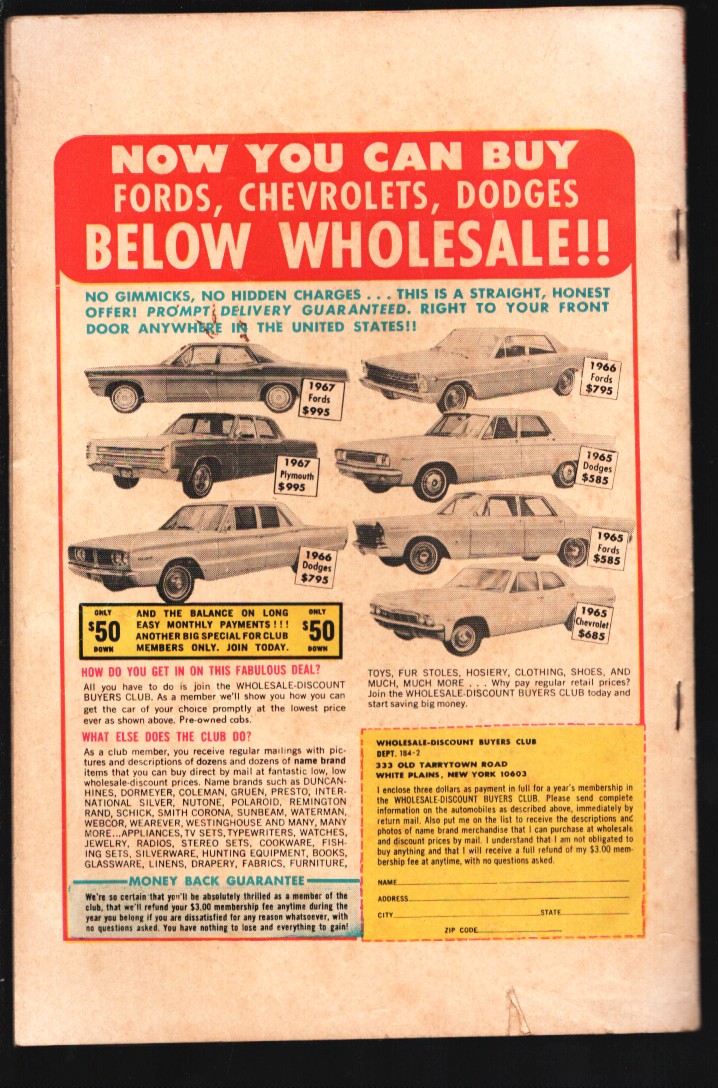 NOW YOU CAN BUY
FORDS, CHEVROLETS, DODGES
BELOW WHOLESALE!!
NO GIMMICKS, NO HIDDEN CHARGES . . . THIS IS A STRAIGHT, HONEST
OFFER! PROMPT DELIVERY GUARANTEED. RIGHT TO YOUR FRONT
DOOR ANYWHERE IN THE UNITED STATES!!
1967
Fords
$995
1966
Fords
$795
1967
Plymouth
$995
1965
Dodges
$585
1966
Dodges
$795
1965
Fords
$585
1965
Chevrolet
$685
ONLY
$50
DOWN
AND THE BALANCE ON LONG
EASY MONTHLY PAYMENTS!!!
ANOTHER BIG SPECIAL FOR CLUB
MEMBERS ONLY. JOIN TODAY.
ONLY
$50
DOWN
HOW DO YOU GET IN ON THIS FABULOUS DEAL?
All you have to do is join the WHOLESALE-DISCOUNT
BUYERS CLUB. As a member we'll show you how you can
get the car of your choice promptly at the lowest price
ever as shown above. Pre-owned cabs.
WHAT ELSE DOES THE CLUB DO?
As a club member, you receive regular mailings with pic-
tures and descriptions of dozens and dozens of name brand
items that you can buy direct by mail at fantastic low, low
wholesale-discount prices. Name brands such as DUNCAN-
HINES, DORMEYER, COLEMAN, GRUEN, PRESTO, INTER-
NATIONAL SILVER, NUTONE, POLAROID, REMINGTON
RAND, SCHICK, SMITH CORONA, SUNBEAM, WATERMAN,
WEBCOR, WEAREVER, WESTINGHOUSE AND MANY, MANY
MORE...APPLIANCES, TV SETS, TYPEWRITERS, WATCHES,
JEWELRY, RADIOS, STEREO SETS, COOKWARE, FISH-
ING SETS, SILVERWARE, HUNTING EQUIPMENT, BOOKS,
GLASSWARE, LINENS, DRAPERY, FABRICS, FURNITURE,
TOYS, FUR STOLES, HOSIERY, CLOTHING, SHOES, AND
MUCH, MUCH MORE . . . Why pay regular retail prices?
Join the WHOLESALE-DISCOUNT BUYERS CLUB today and
start saving big money.
MONEY BACK GUARANTEE
We're so certain that you'll be absolutely thrilled as a member of the
club, that we'll refund your $3.00 membership fee anytime during the
year you belong if you are dissatisfied for any reason whatsoever, with
no questions asked. You have nothing to lose and everything to gain!
WHOLESALE-DISCOUNT BUYERS CLUB
DEPT. 184-2
333 OLD TARRYTOWN ROAD
WHITE PLAINS, NEW YORK 10603
I enclose three dollars as payment in full for a year's membership in
the WHOLESALE-DISCOUNT BUYERS CLUB. Please send complete
information on the automobiles as described above, immediately by
return mail. Also put me on the list to receive the descriptions and
photos of name brand merchandise that I can purchase at wholesale
and discount prices by mail. I understand that I am not obligated to
buy anything and that I will receive a full refund of my $3.00 mem-
bership fee at anytime, with no questions asked.
NAME
ADDRESS
CITY STATE
ZIP CODE